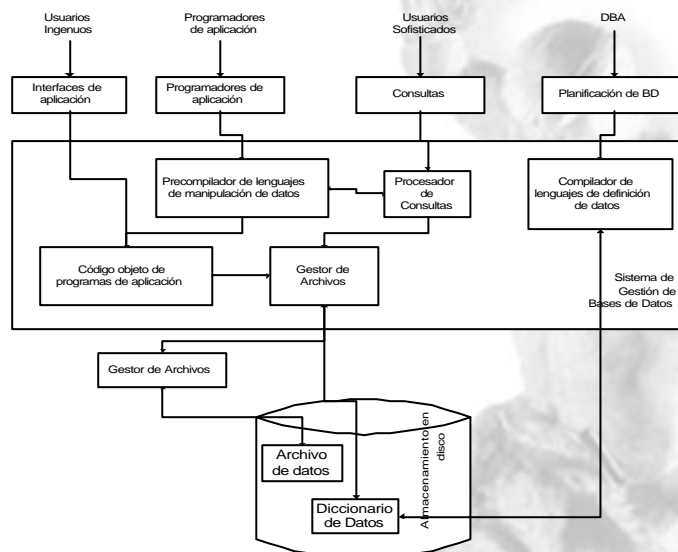 Usuarios
Ingenuos
Programadores
de aplicación
Usuarios
Sofisticados
DBA
Interfaces de
aplicación
Programadores
de aplicación
Consultas
Planificación de BD
Precompilador de lenguajes
de manipulación de datos
Procesador
de
Consultas
Compilador de
lenguajes de definición
de datos
Código objeto de
programas de aplicación
Gestor de
Archivos
Sistema de
Gestión de
Bases de Datos
Gestor de Archivos
Almacenamiento en
disco
Archivo
de datos
Diccionario
de Datos